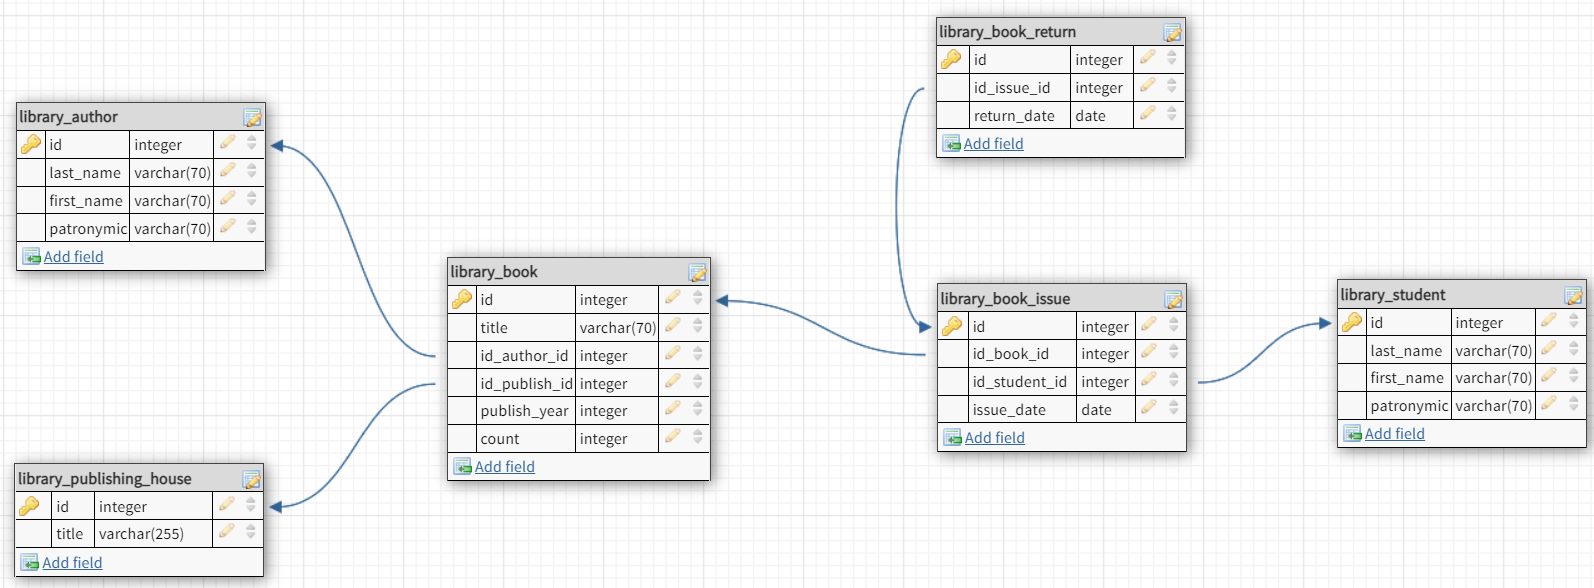 library_author
id integer
last_name varchar(70)
first_name varchar(70)
patronymic varchar(70)
Add field
library_publishing_house
id integer
title varchar(255)
Add field
library_book
id integer
title varchar(70)
id_author_id integer
id_publish_id integer
publish_year integer
count integer
Add field
library_book_return
id integer
id_issue_id integer
return_date date
Add field
library_book_issue
id integer
id_book_id integer
id_student_id integer
issue_date date
Add field
library_student
id integer
last_name varchar(70)
first_name varchar(70)
patronymic varchar(70)
Add field